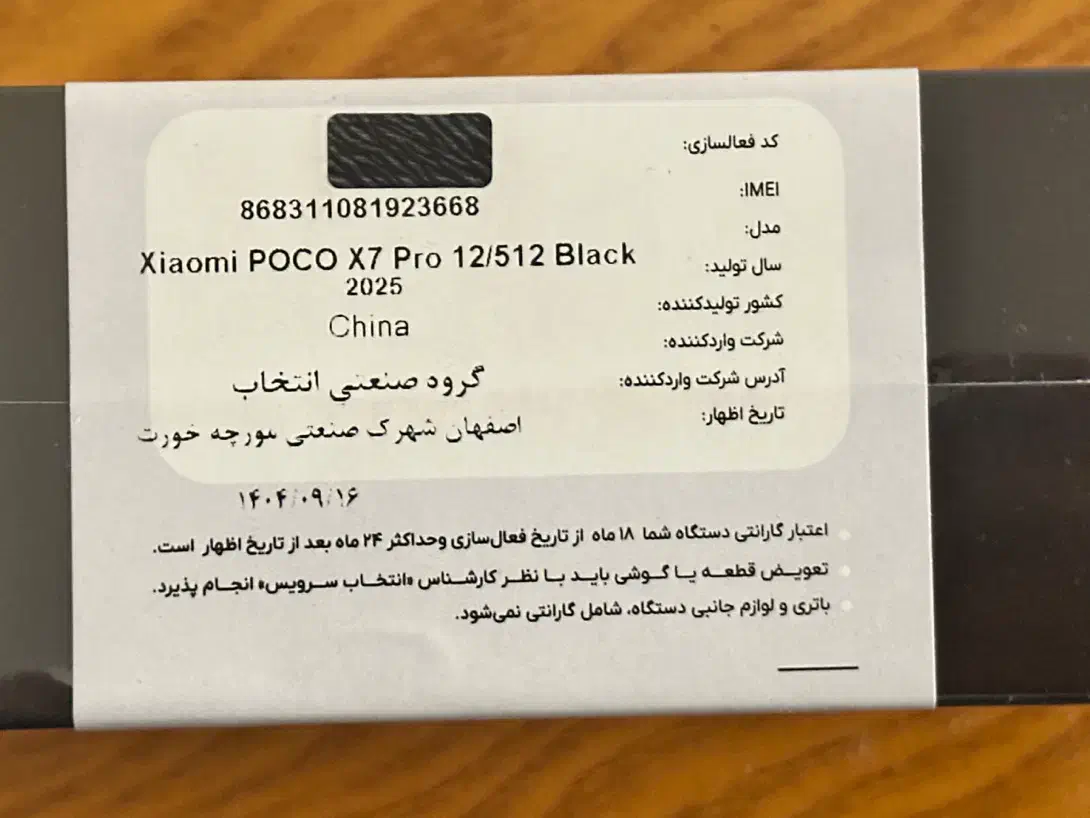 کد فعالسازی:
IMEI: 868311081923668
مدل: Xiaomi POCO X7 Pro 12/512 Black
سال تولید: 2025
کشور تولیدکننده: China
شرکت واردکننده: گروه صنعتی انتخاب
آدرس شرکت واردکننده: اصفهان شهرک صنعتی مورچه خورت
تاریخ اظهار: ۱۴۰۴/۰۹/۱۶
اعتبار گارانتی دستگاه شما ۱۸ ماه از تاریخ فعال‌سازی وحداکثر ۲۴ ماه بعد از تاریخ اظهار است.
تعویض قطعه یا گوشی باید با نظر کارشناس «انتخاب سرویس» انجام پذیرد.
باتری و لوازم جانبی دستگاه، شامل گارانتی نمی‌شود.